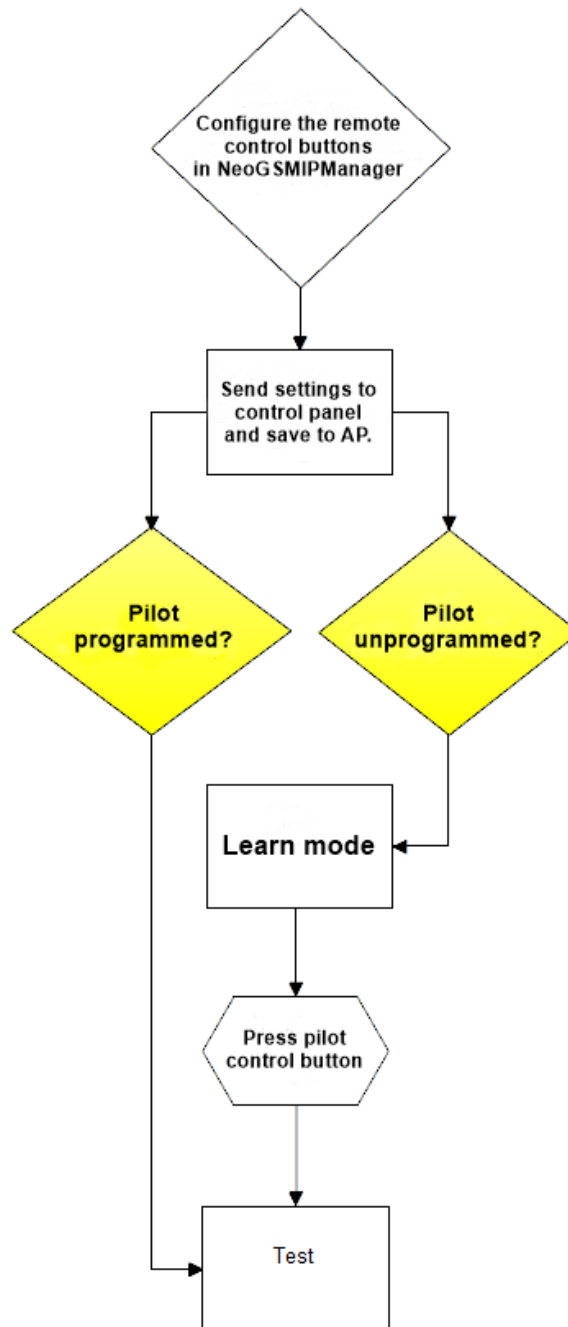 Configure the remote
control buttons
in NeoGSMIPManager
Send settings to
control panel
and save to AP.
Pilot
programmed?
Pilot
unprogrammed?
Learn mode
Press pilot
control button
Test